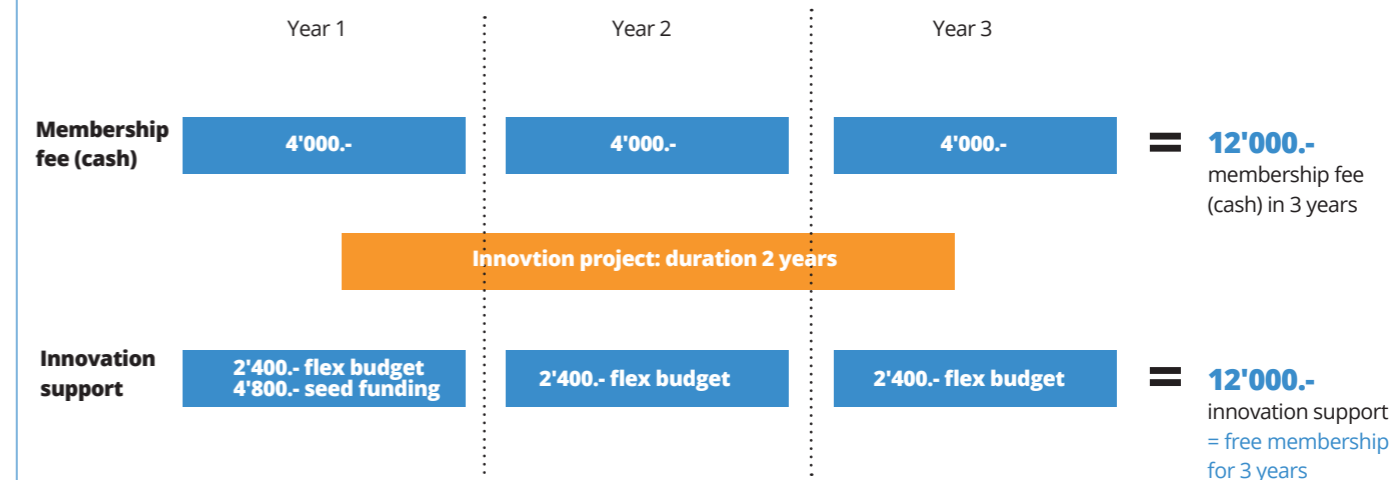 Year 1
Year 2
Year 3
Membership
fee (cash)
4'000.-
4'000.-
4'000.-
= 12'000.-
membership fee
(cash) in 3 years
Innovtion project: duration 2 years
Innovation
support
2'400.- flex budget
4'800.- seed funding
2'400.- flex budget
2'400.- flex budget
= 12'000.-
innovation support
= free membership
for 3 years